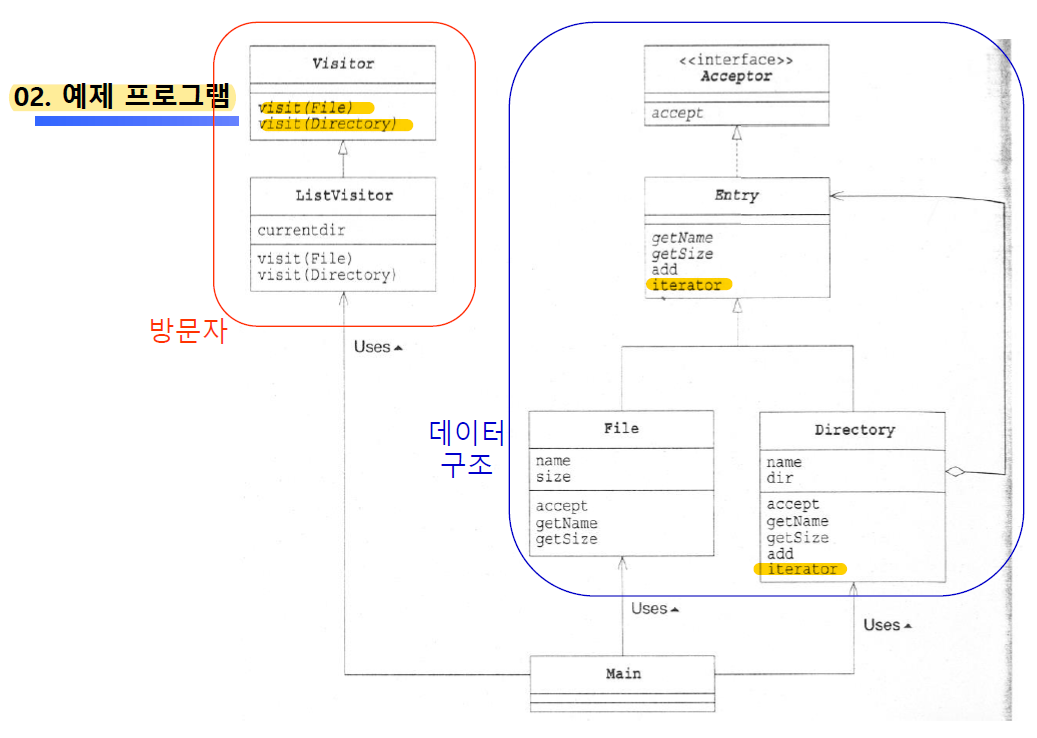 02. 예제 프로그램
Visitor
visit(File)
visit(Directory)
ListVisitor
currentdir
visit(File)
visit(Directory)
방문자
Uses
<<interface>>
Acceptor
accept
Entry
getName
getSize
add
iterator
데이터
구조
File
name
size
accept
getName
getSize
Directory
name
dir
accept
getName
getSize
add
iterator
Uses
Uses
Main